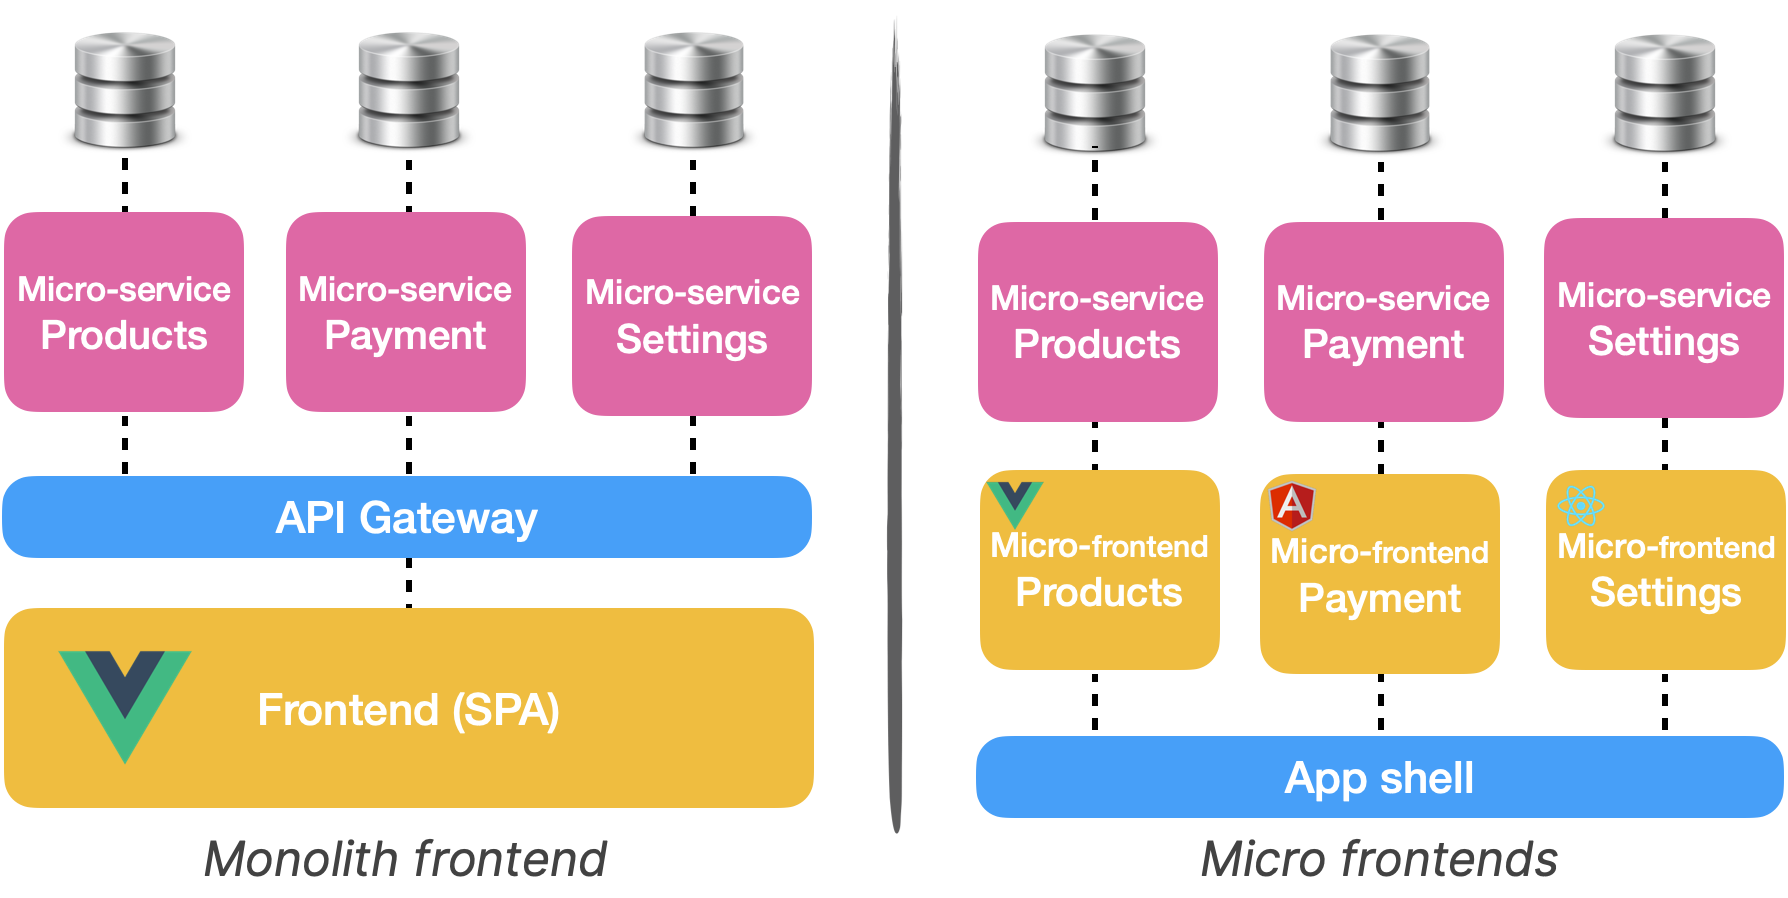 Micro-service
Products
Micro-service
Payment
Micro-service
Settings
API Gateway
Frontend (SPA)
Monolith frontend
Micro-service
Products
Micro-service
Payment
Micro-service
Settings
Micro-frontend
Products
Micro-frontend
Payment
Micro-frontend
Settings
App shell
Micro frontends